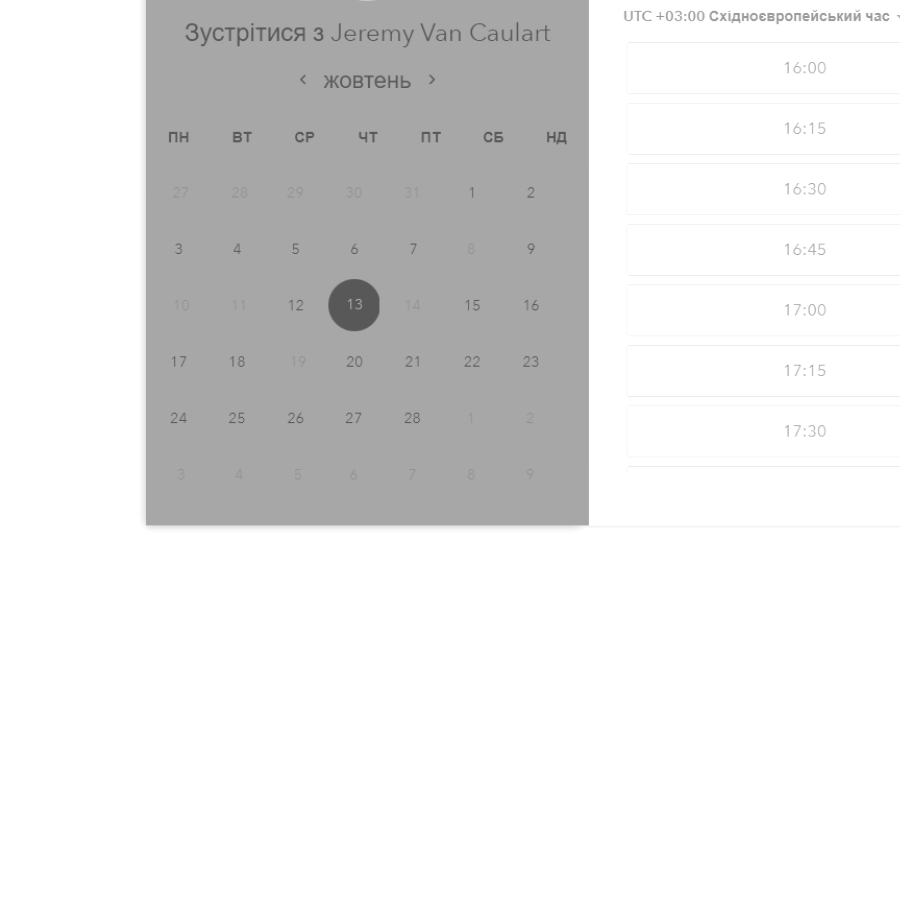 Зустрітися з Jeremy Van Caulart
жовтень
ПН ВТ СР ЧТ ПТ СБ НД
27 28 29 30 31 1 2
3 4 5 6 7 8 9
10 11 12 13 14 15 16
17 18 19 20 21 22 23
24 25 26 27 28 1 2
3 4 5 6 7 8 9
UTC +03:00 Східноєвропейський час
16:00
16:15
16:30
16:45
17:00
17:15
17:30